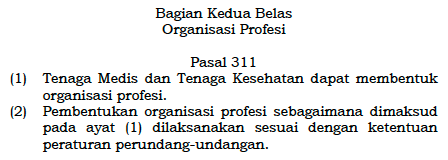 Bagian Kedua Belas
Organisasi Profesi
Pasal 311
(1) Tenaga Medis dan Tenaga Kesehatan dapat membentuk
organisasi profesi.
(2) Pembentukan organisasi profesi sebagaimana dimaksud
pada ayat (1) dilaksanakan sesuai dengan ketentuan
peraturan perundang-undangan.